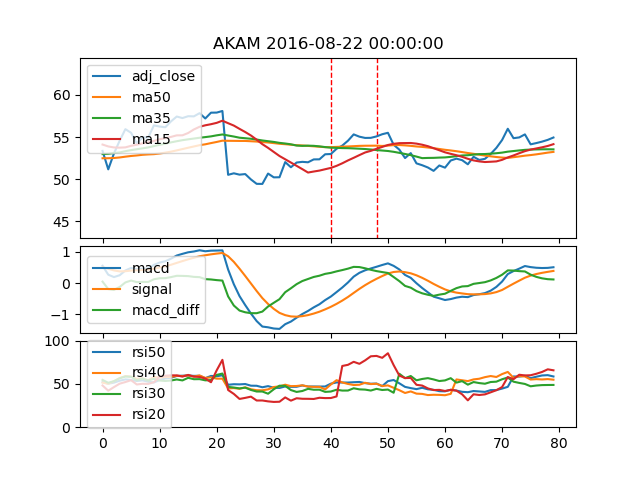 AKAM 2016-08-22 00:00:00
60
55
50
45
adj_close
ma50
ma35
ma15
1
0
−1
macd
signal
macd_diff
100
50
0
rsi50
rsi40
rsi30
rsi20
0 10 20 30 40 50 60 70 80